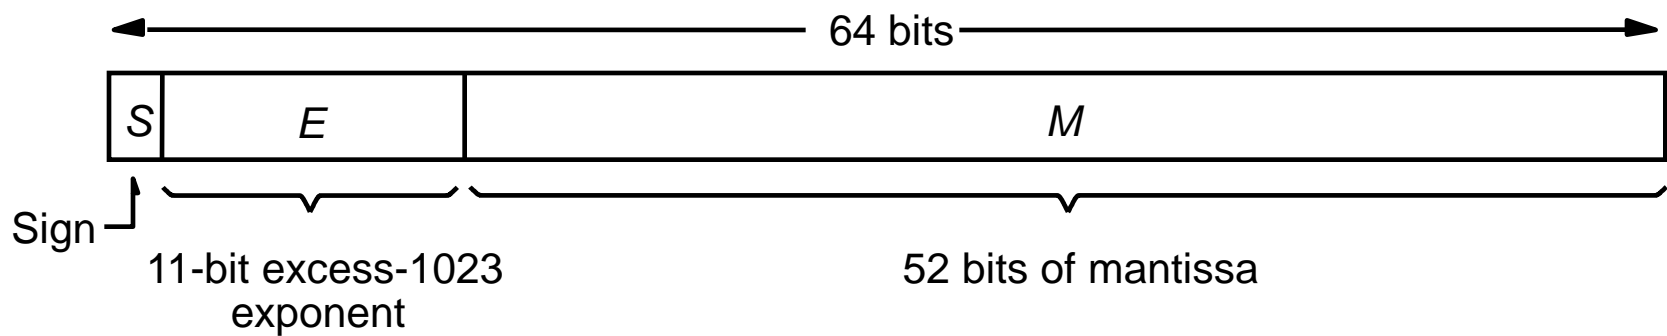 64 bits
S E M
Sign
11-bit excess-1023
exponent
52 bits of mantissa